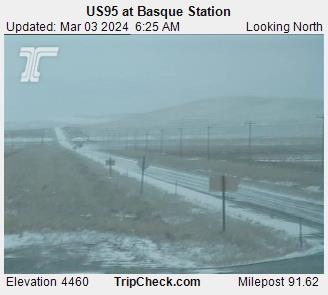 US95 at Basque Station
Updated: Mar 03 2024 6:25 AM Looking North
Elevation 4460 TripCheck.com Milepost 91.62